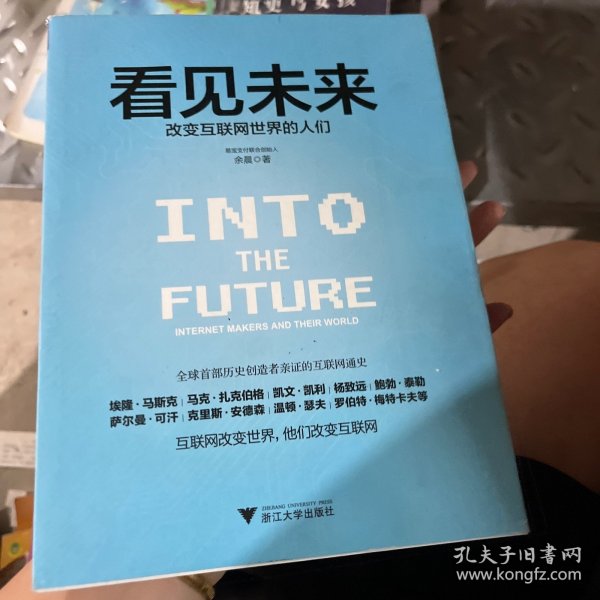 看见未来
改变互联网世界的人们
易宝支付联合创始人
余晨◎著
INTO
THE
FUTURE
INTERNET MAKERS AND THEIR WORLD
全球首部历史创造者亲证的互联网通史
埃隆·马斯克|马克·扎克伯格|凯文·凯利|杨致远|鲍勃·泰勒
萨尔曼·可汗|克里斯·安德森|温顿·瑟夫|罗伯特·梅特卡夫等
互联网改变世界，他们改变互联网
ZHEJIANG UNIVERSITY PRESS
浙江大学出版社
孔夫子旧书网
www.kongfz.com